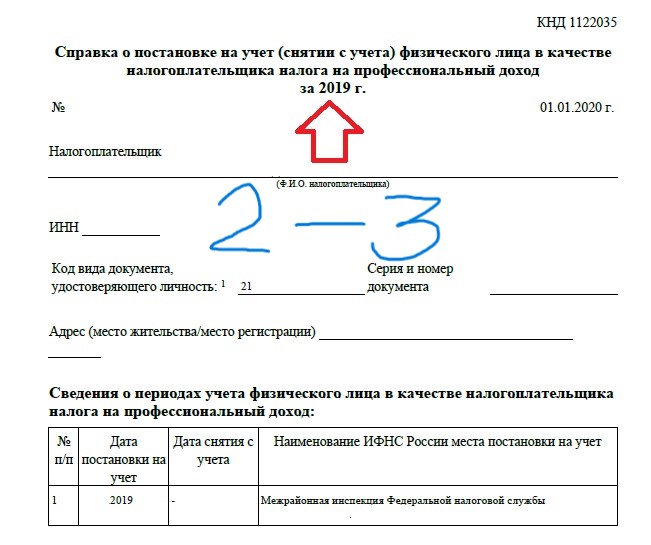 КНД 1122035
Справка о постановке на учет (снятии с учета) физического лица в качестве
налогоплательщика налога на профессиональный доход
за 2019 г.
№ 01.01.2020 г.
Налогоплательщик
(Ф.И.О. налогоплательщика)
2 — 3
ИНН
Код вида документа,
удостоверяющего личность: 1 21
Серия и номер
документа
Адрес (место жительства/место регистрации)
Сведения о периодах учета физического лица в качестве налогоплательщика
налога на профессиональный доход:
№ п/п
Дата постановки на учет
Дата снятия с учета
Наименование ИФНС России места постановки на учет
1 2019 - Межрайонная инспекция Федеральной налоговой службы